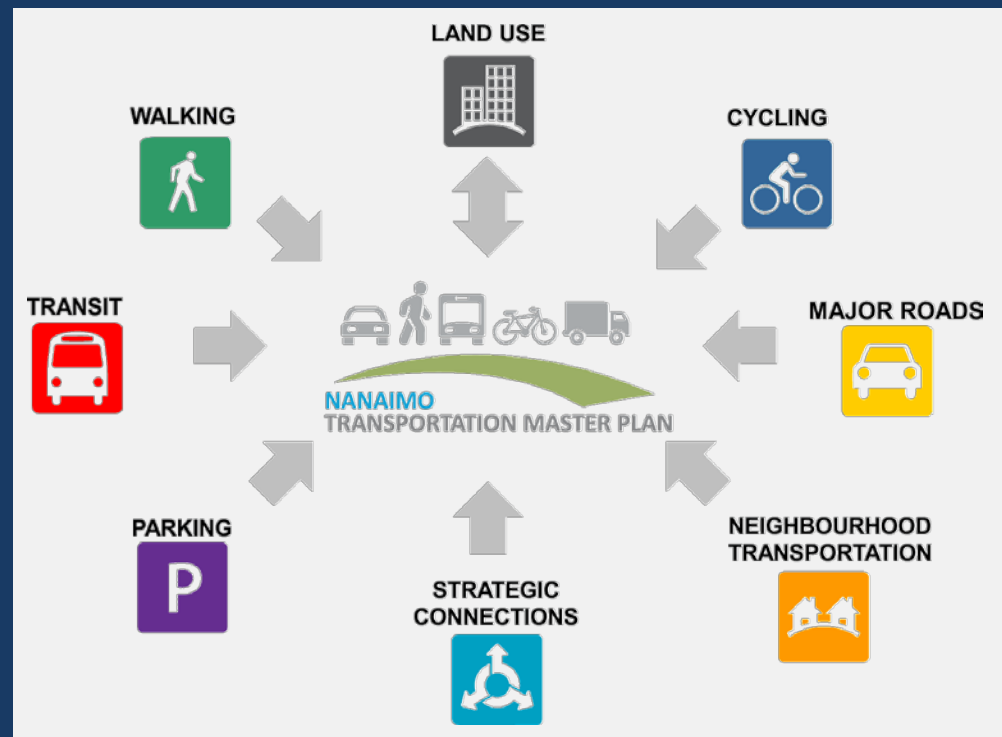 LAND USE
WALKING
CYCLING
TRANSIT
MAJOR ROADS
NANAIMO
TRANSPORTATION MASTER PLAN
PARKING
P
NEIGHBOURHOOD
TRANSPORTATION
STRATEGIC
CONNECTIONS